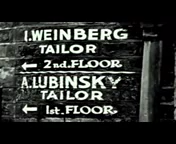 I.WEINBERG
TAILOR
← 2nd.FLOOR
A.LUBINSKY
TAILOR
← 1st.FLOOR